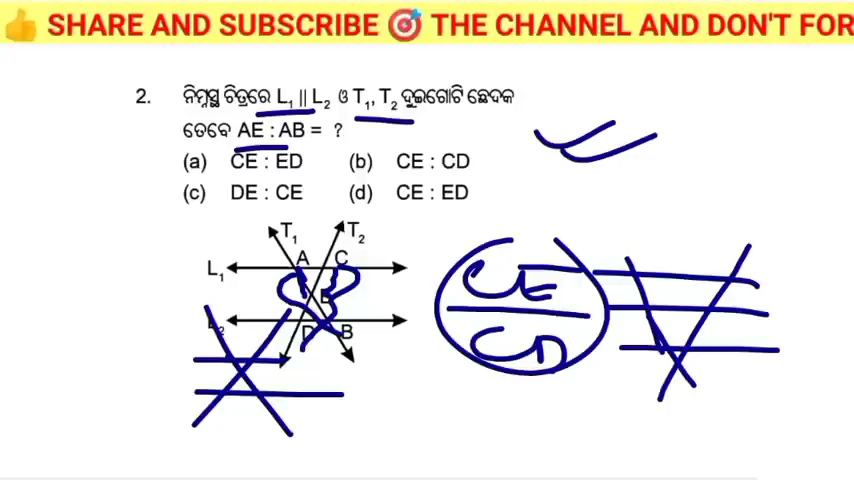 👍 SHARE AND SUBSCRIBE 🎯 THE CHANNEL AND DON'T FOR
2. ନିମ୍ନସ୍ଥ ଚିତ୍ରରେ L₁ || L₂ ଓ T₁, T₂ ଦୁଇଗୋଟି ଛେଦକ
ତେବେ AE : AB = ?
(a) CE : ED (b) CE : CD
(c) DE : CE (d) CE : ED
T₁ T₂
A C
L₁
E
L₂
D B
CE
CD